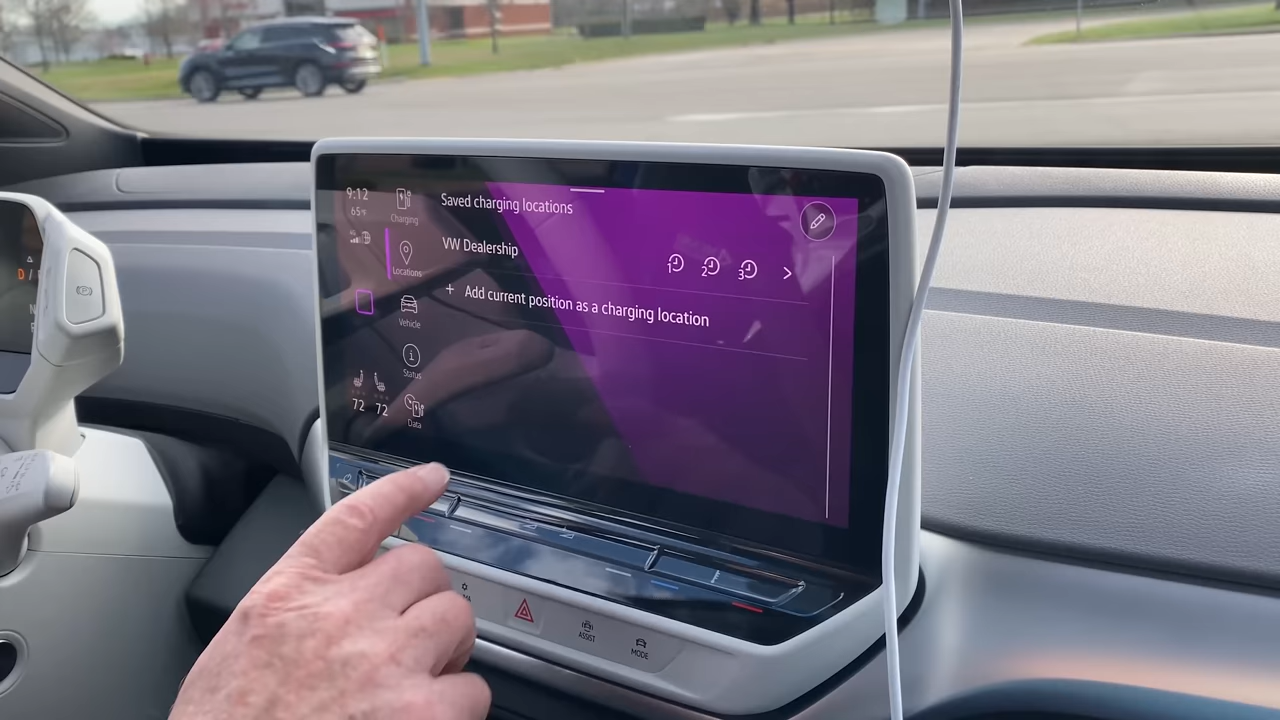 9:12
65°F
Charging
Locations
Vehicle
Status
Data
72 72
Saved charging locations
VW Dealership
1 2 3
+ Add current position as a charging location
D /
N
ASSIST
MODE